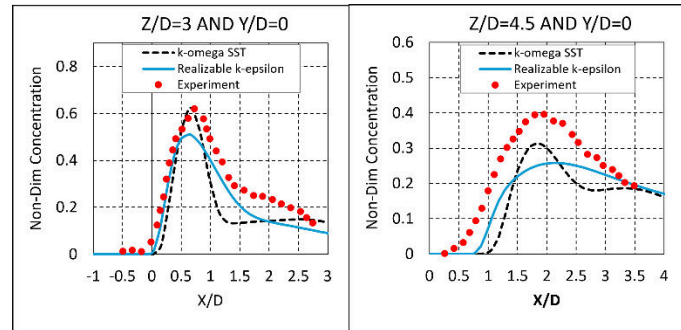 Z/D=3 AND Y/D=0
k-omega SST
Realizable k-epsilon
Experiment
Non-Dim Concentration
0.8
0.6
0.4
0.2
0
-1 -0.5 0 0.5 1 1.5 2 2.5 3
X/D
Z/D=4.5 AND Y/D=0
k-omega SST
Realizable k-epsilon
Experiment
Non-Dim Concentration
0.6
0.5
0.4
0.3
0.2
0.1
0
0 0.5 1 1.5 2 2.5 3 3.5 4
X/D